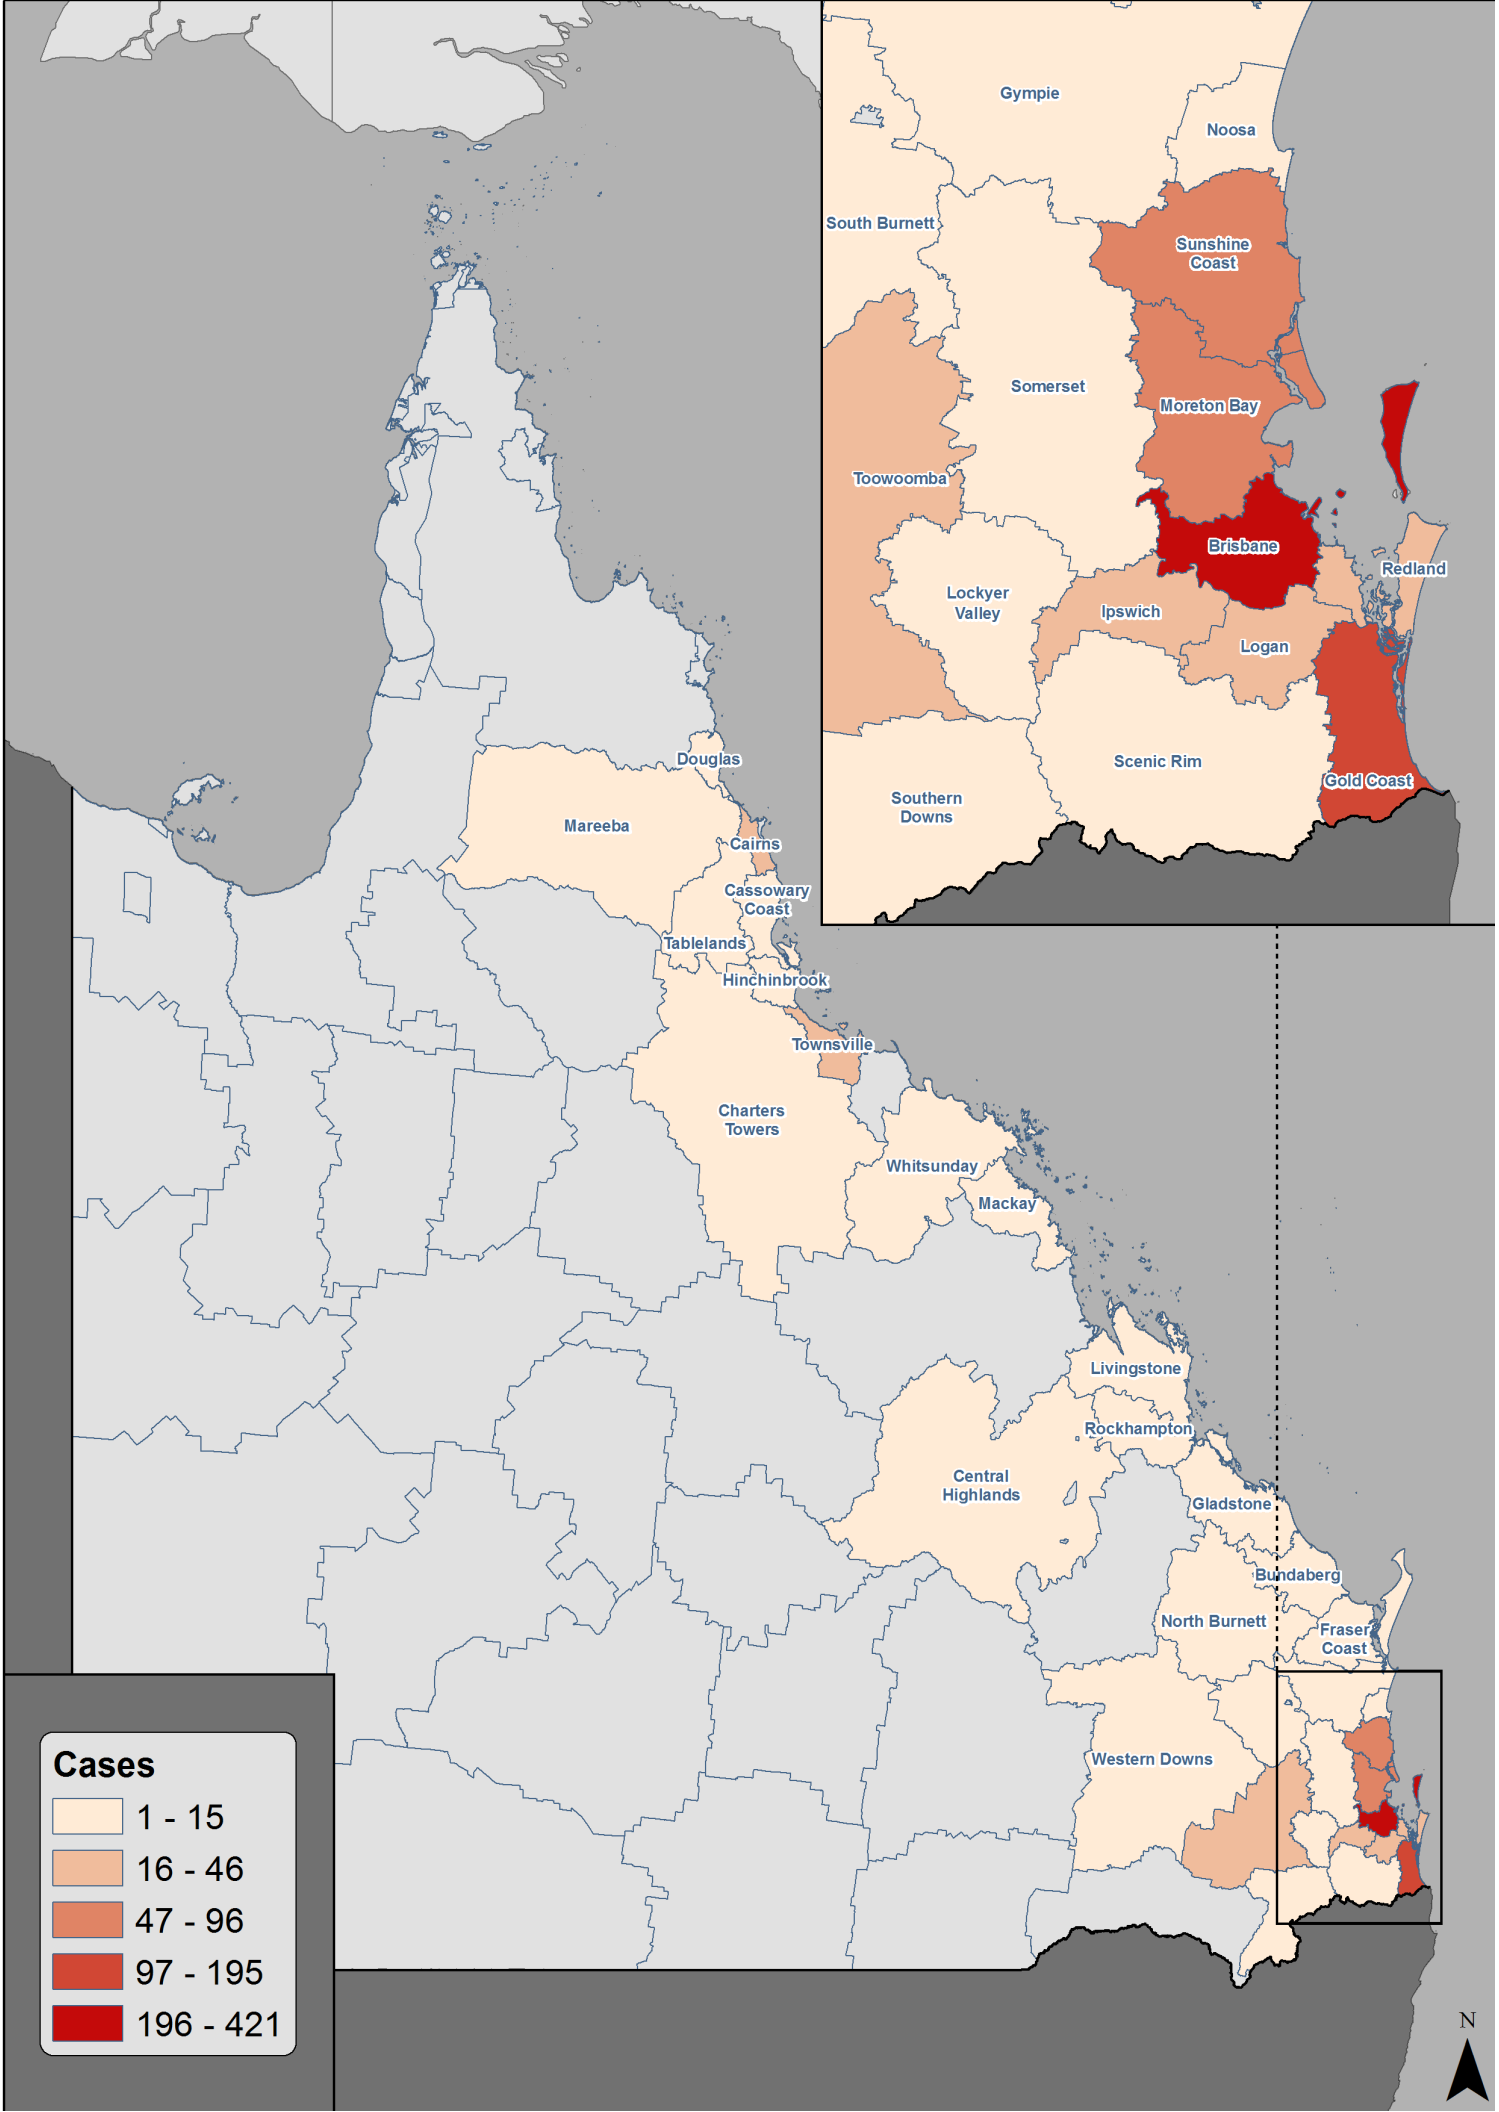 Gympie
Noosa
South Burnett
Sunshine
Coast
Somerset
Moreton Bay
Toowoomba
Brisbane
Redland
Lockyer
Valley
Ipswich
Logan
Scenic Rim
Gold Coast
Southern
Downs
Douglas
Mareeba
Cairns
Cassowary
Coast
Tablelands
Hinchinbrook
Townsville
Charters
Towers
Whitsunday
Mackay
Livingstone
Rockhampton
Central
Highlands
Gladstone
Bundaberg
North Burnett
Fraser
Coast
Western Downs
Cases
1 - 15
16 - 46
47 - 96
97 - 195
196 - 421
N